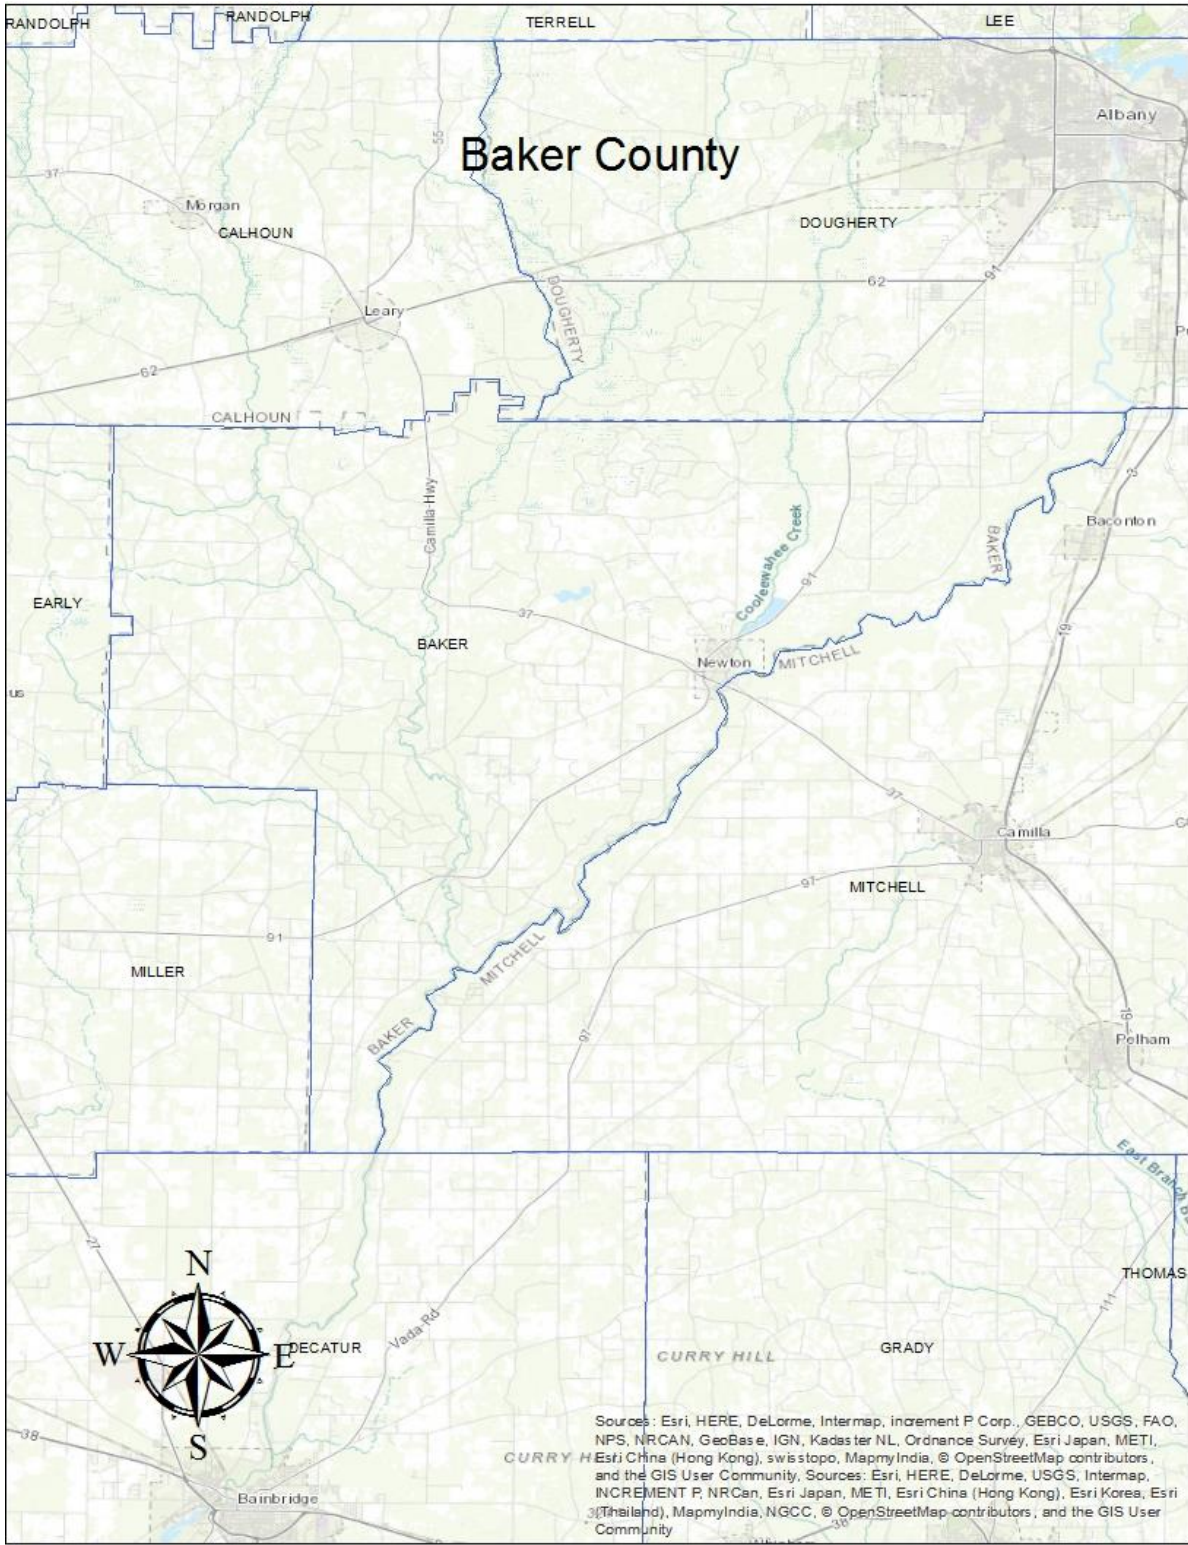 RANDOLPH
RANDOLPH
TERRELL
LEE
Albany
Baker County
55
37
Morgan
CALHOUN
DOUGHERTY
91
62
DOUGHERTY
Leary
62
CALHOUN
Camilla-Hwy
Cooleewahee Creek
BAKER
Baconton
91
EARLY
37
BAKER
19
Newton
MITCHELL
us
37
Camilla
97
MITCHELL
91
MITCHELL
MILLER
BAKER
97
19
Pelham
East Branch
27
THOMAS
111
N
W
E
S
DECATUR
Vada-Rd
CURRY HILL
GRADY
38
CURRY
Bainbridge
Sources: Esri, HERE, DeLorme, Intermap, increment P Corp., GEBCO, USGS, FAO,
NPS, NRCAN, GeoBase, IGN, Kadaster NL, Ordnance Survey, Esri Japan, METI,
Esri China (Hong Kong), swisstopo, MapmyIndia, © OpenStreetMap contributors,
and the GIS User Community, Sources: Esri, HERE, DeLorme, USGS, Intermap,
INCREMENT P, NRCan, Esri Japan, METI, Esri China (Hong Kong), Esri Korea, Esri
(Thailand), MapmyIndia, NGCC, © OpenStreetMap contributors, and the GIS User
Community
38